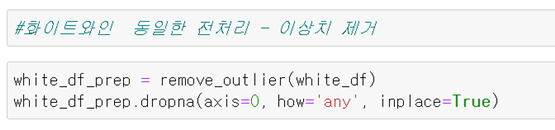 #화이트와인 동일한 전처리 - 이상치 제거
white_df_prep = remove_outlier(white_df)
white_df_prep.dropna(axis=0, how='any', inplace=True)